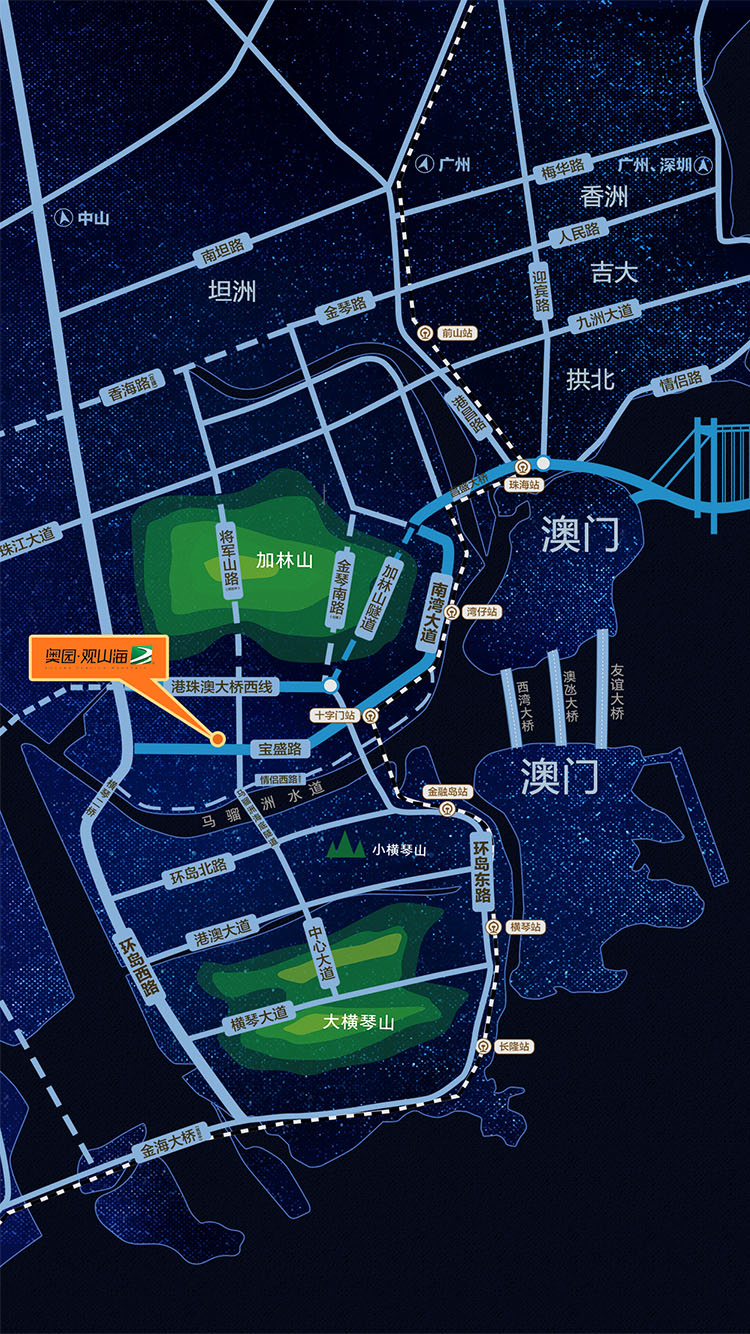 广州
梅华路
广州、深圳
香洲
中山
人民路
南坦路
坦洲
迎宾路
吉大
金琴路
九洲大道
前山站
香海路
拱北
情侣路
港昌路
珠海站
昌盛大桥
澳门
珠江大道
将军山路
加林山
金琴南路
加林山隧道
南湾大道
湾仔站
奥园·观山海
港珠澳大桥西线
西湾大桥
澳氹大桥
友谊大桥
十字门站
宝盛路
澳门
情侣西路
横琴二桥
马骝洲水道
金融岛站
小横琴山
环岛北路
环岛东路
港澳大道
横琴站
环岛西路
中心大道
横琴大道
大横琴山
长隆站
金海大桥